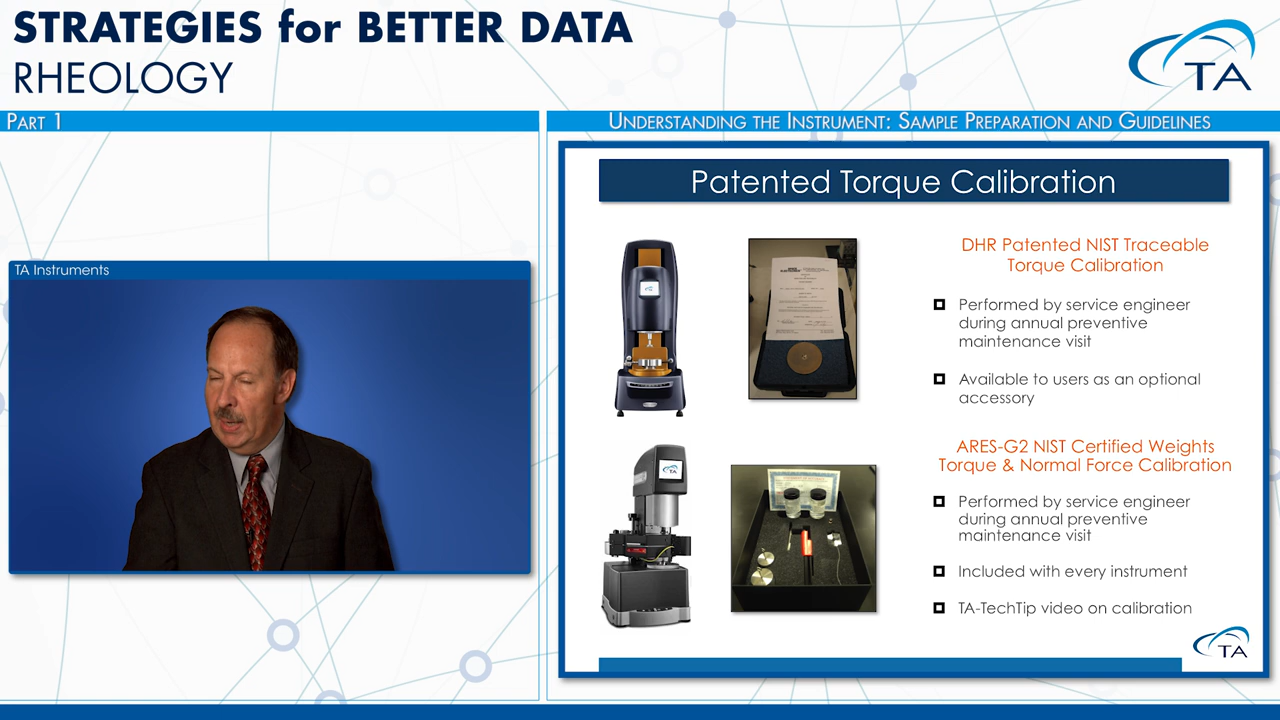 STRATEGIES for BETTER DATA
RHEOLOGY
TA
PART 1
UNDERSTANDING THE INSTRUMENT: SAMPLE PREPARATION AND GUIDELINES
TA Instruments
Patented Torque Calibration
DHR Patented NIST Traceable
Torque Calibration
Performed by service engineer
during annual preventive
maintenance visit
Available to users as an optional
accessory
ARES-G2 NIST Certified Weights
Torque & Normal Force Calibration
Performed by service engineer
during annual preventive
maintenance visit
Included with every instrument
TA-TechTip video on calibration
TA
TA